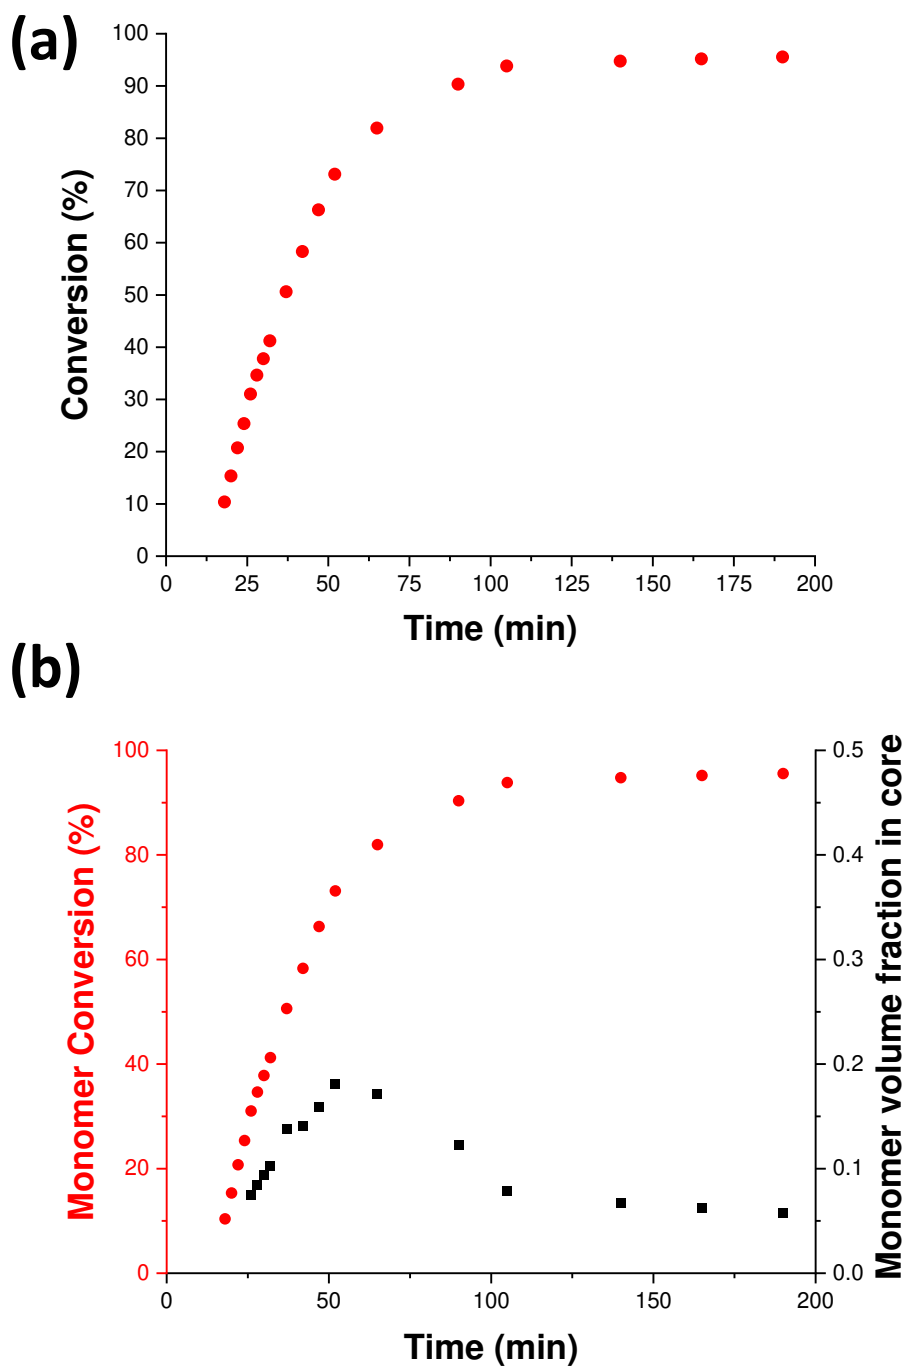 (a)
Conversion (%)
100
90
80
70
60
50
40
30
20
10
0
0 25 50 75 100 125 150 175 200
Time (min)
(b)
Monomer Conversion (%)
100
80
60
40
20
0
0.5
0.4
0.3
0.2
0.1
0.0
Monomer volume fraction in core
0 50 100 150 200
Time (min)